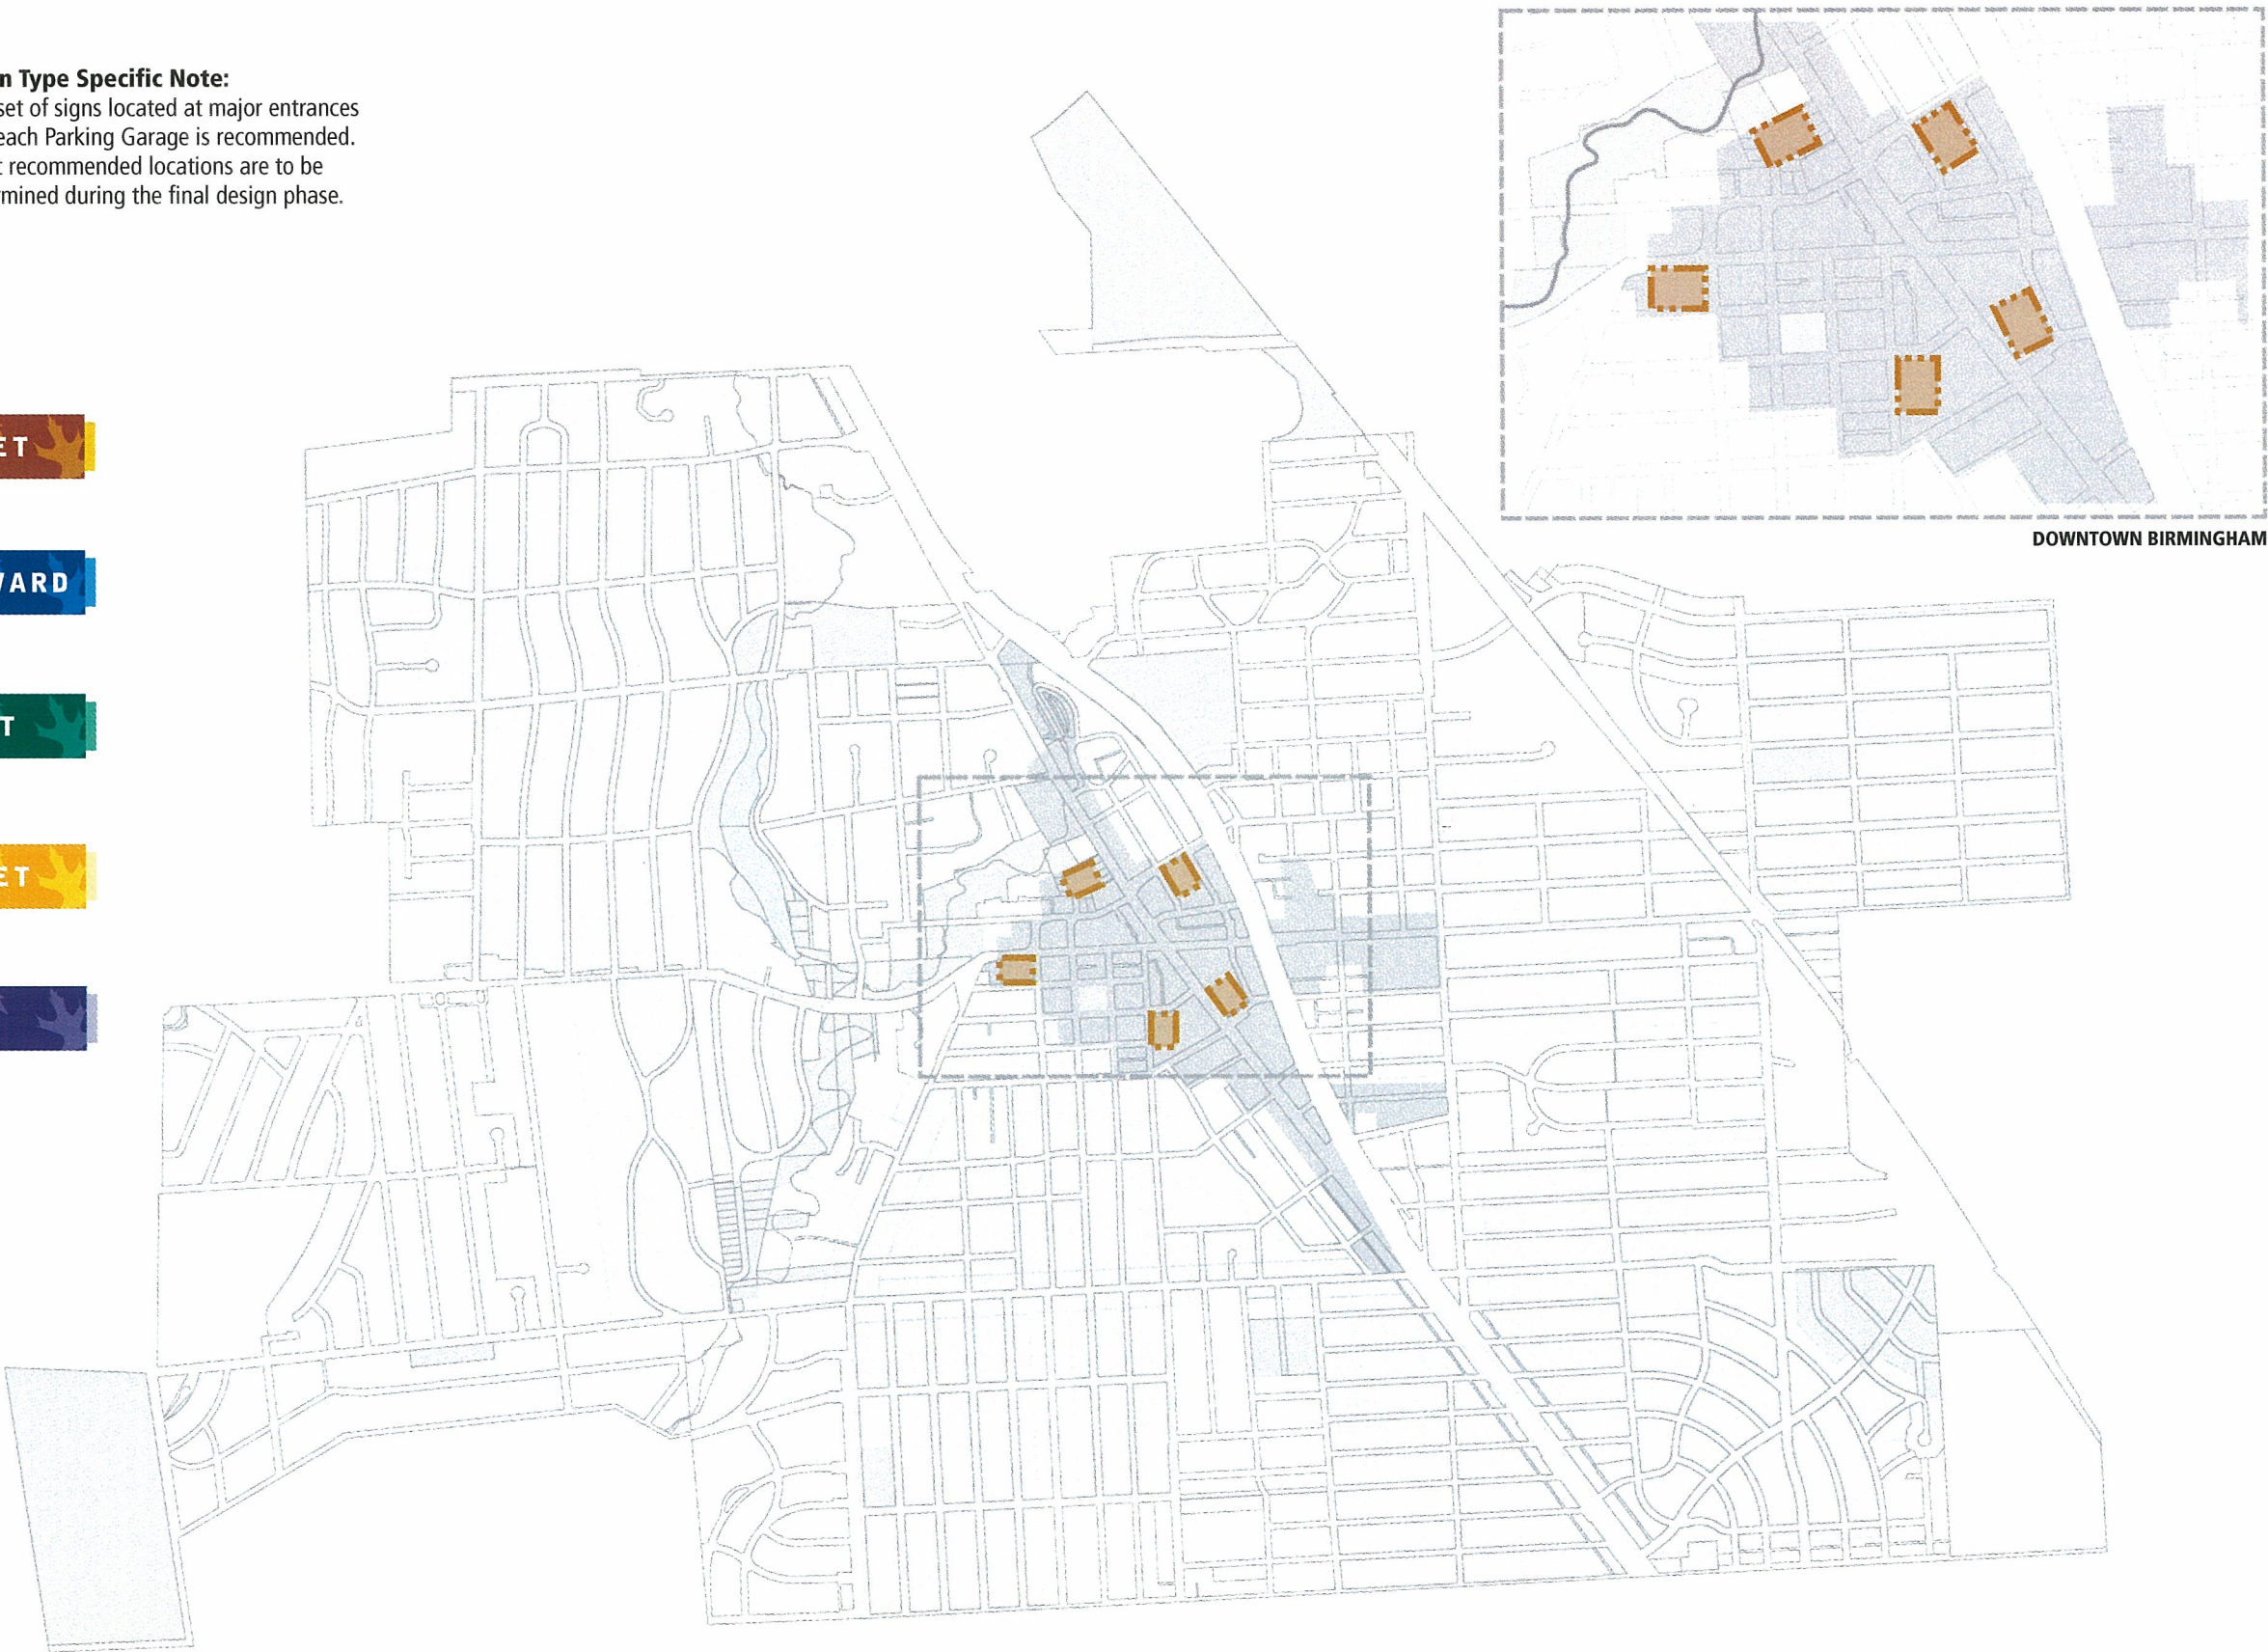 n Type Specific Note:
set of signs located at major entrances
each Parking Garage is recommended.
t recommended locations are to be
rmined during the final design phase.
ET
WARD
T
ET
DOWNTOWN BIRMINGHAM